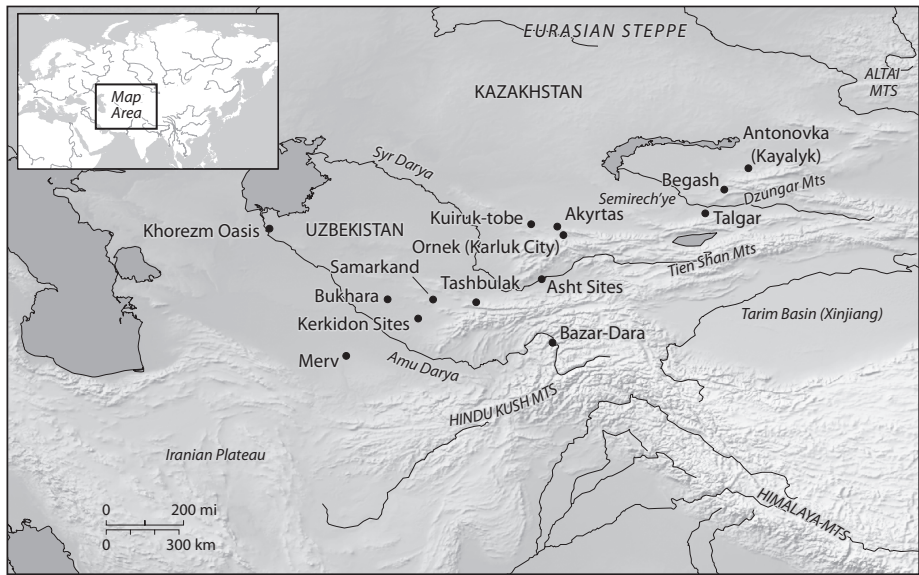 EURASIAN STEPPE
Map
Area
ALTAI
MTS
KAZAKHSTAN
Antonovka
(Kayalyk)
Syr Darya
Begash
Dzungar Mts
Semirech'ye
Khorezm Oasis
UZBEKISTAN
Kuiruk-tobe
Akyrtas
Talgar
Ornek (Karluk City)
Samarkand
Tien Shan Mts
Tashbulak
Asht Sites
Bukhara
Kerkidon Sites
Tarim Basin (Xinjiang)
Bazar-Dara
Merv
Amu Darya
HINDU KUSH MTS
Iranian Plateau
0 200 mi
0 300 km
HIMALAYA MTS